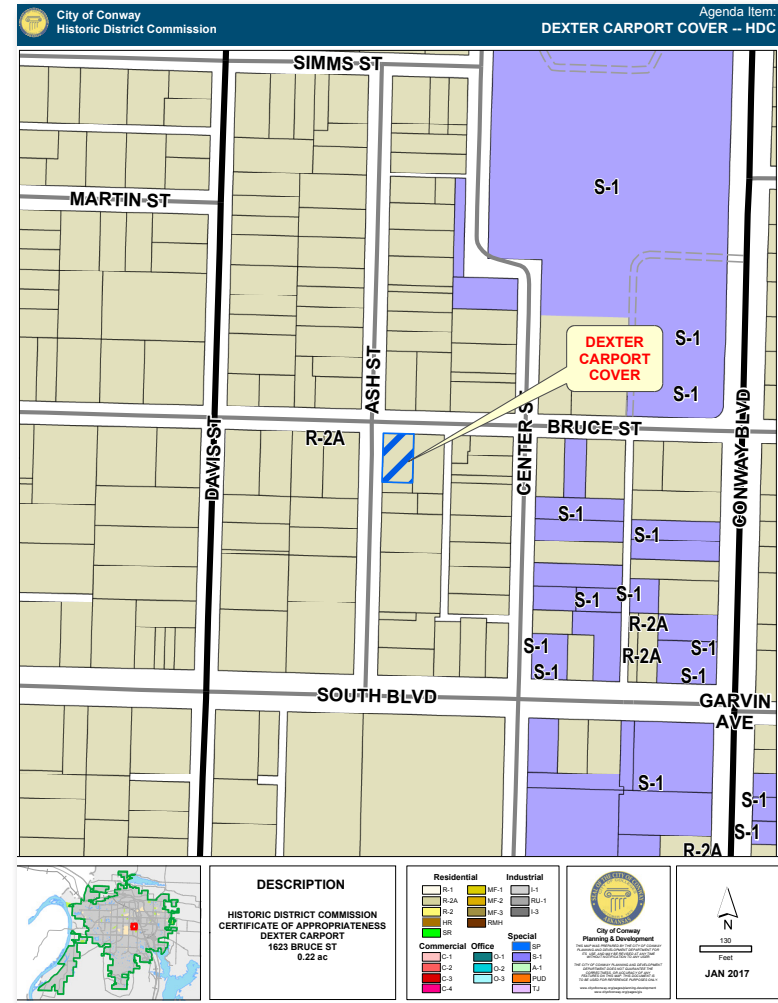 City of Conway
Historic District Commission
Agenda Item:
DEXTER CARPORT COVER -- HDC
SIMMS ST
S-1
MARTIN ST
ASH ST
S-1
DEXTER
CARPORT
COVER
S-1
DAVIS ST
R-2A
CENTER S
BRUCE ST
CONWAY BLVD
S-1
S-1
S-1
S-1
R-2A
S-1
S-1
R-2A
S-1
S-1
SOUTH BLVD
GARVIN
AVE
S-1
S-1
S-1
R-2A
DESCRIPTION
HISTORIC DISTRICT COMMISSION
CERTIFICATE OF APPROPRIATENESS
DEXTER CARPORT
1623 BRUCE ST
0.22 ac
Residential
R-1
R-2A
R-2
HR
SR
MF-1
MF-2
MF-3
RMH
Industrial
I-1
RU-1
I-3
Commercial
C-1
C-2
C-3
C-4
Office
O-1
O-2
O-3
Special
SP
S-1
A-1
PUD
TJ
City of Conway
Planning & Development
N
130
Feet
JAN 2017